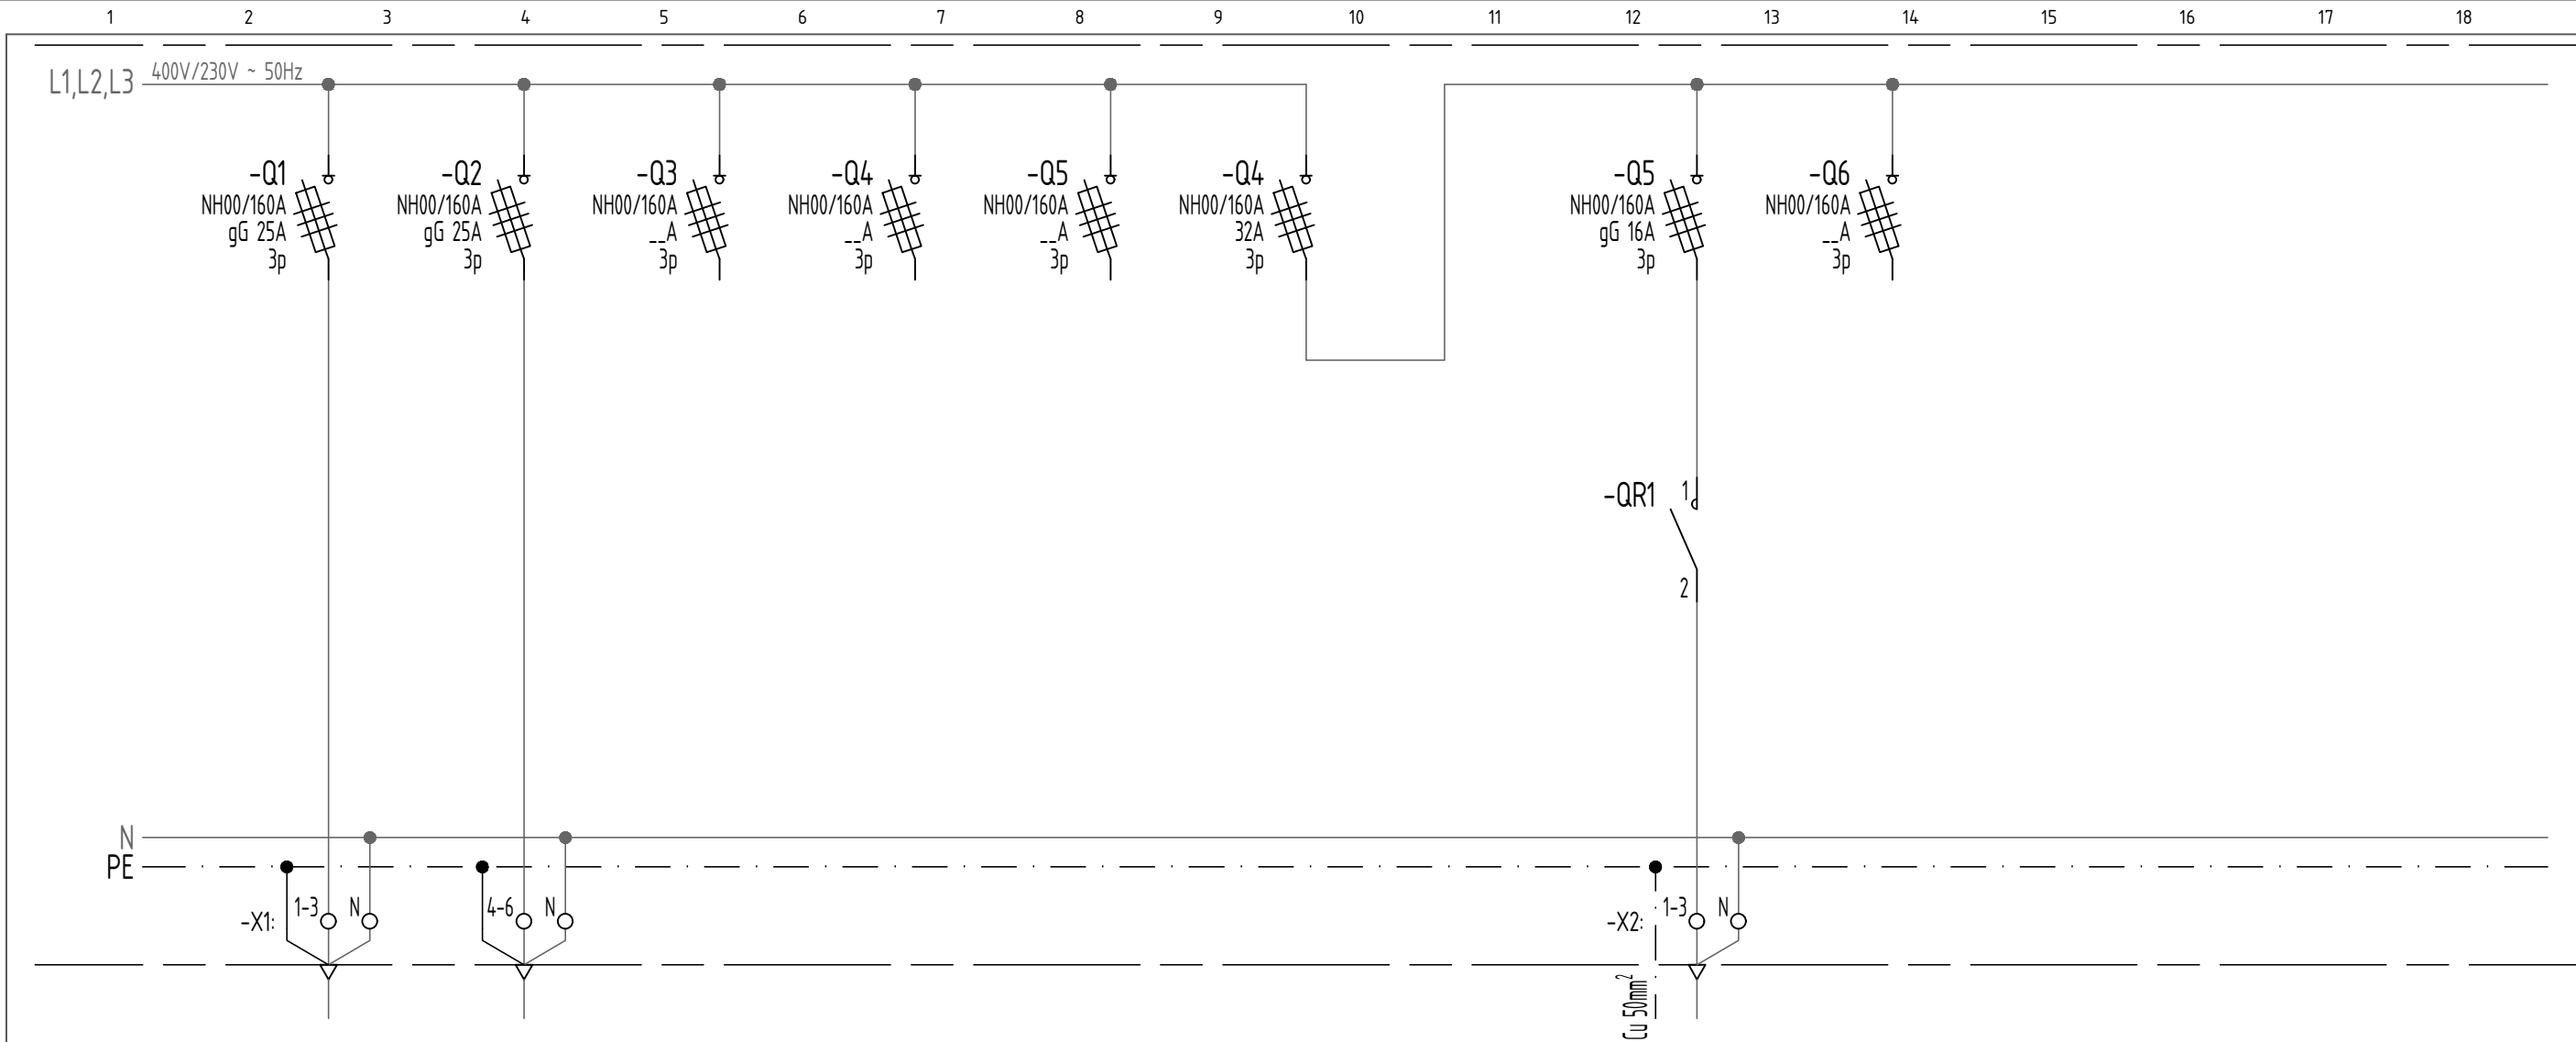 1 2 3 4 5 6 7 8 9 10 11 12 13 14 15 16 17 18
400V/230V ~ 50Hz
L1,L2,L3
-Q1
NH00/160A
gG 25A
3p
-Q2
NH00/160A
gG 25A
3p
-Q3
NH00/160A
__A
3p
-Q4
NH00/160A
__A
3p
-Q5
NH00/160A
__A
3p
-Q4
NH00/160A
32A
3p
-Q5
NH00/160A
gG 16A
3p
-Q6
NH00/160A
__A
3p
-QR1
1
2
N
PE
-X1:
1-3
N
4-6
N
-X2:
1-3
N
Cu 50mm²